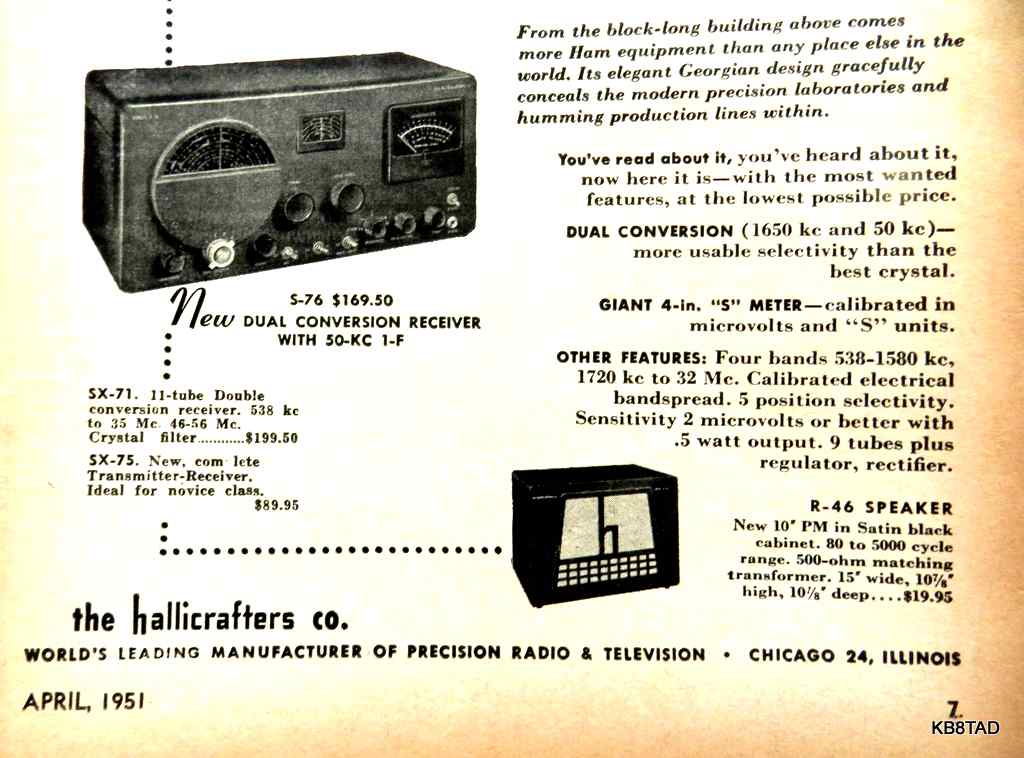 From the block-long building above comes
more Ham equipment than any place else in the
world. Its elegant Georgian design gracefully
conceals the modern precision laboratories and
humming production lines within.
You've read about it, you've heard about it,
now here it is—with the most wanted
features, at the lowest possible price.
DUAL CONVERSION (1650 kc and 50 kc)—
more usable selectivity than the
best crystal.
GIANT 4-in. "S" METER—calibrated in
microvolts and "S" units.
OTHER FEATURES: Four bands 538-1580 kc,
1720 kc to 32 Mc. Calibrated electrical
bandspread. 5 position selectivity.
Sensitivity 2 microvolts or better with
.5 watt output. 9 tubes plus
regulator, rectifier.
S-76 $169.50
New DUAL CONVERSION RECEIVER
WITH 50-KC 1-F
SX-71. 11-tube Double
conversion receiver. 538 kc
to 35 Mc 46-56 Mc.
Crystal filter............$199.50
SX-75. New, com lete
Transmitter-Receiver.
Ideal for novice class.
$89.95
R-46 SPEAKER
New 10" PM in Satin black
cabinet. 80 to 5000 cycle
range. 500-ohm matching
transformer. 15" wide, 10⅞"
high, 10⅞" deep....$19.95
the hallicrafters co.
WORLD'S LEADING MANUFACTURER OF PRECISION RADIO & TELEVISION • CHICAGO 24, ILLINOIS
APRIL, 1951
7.
KB8TAD